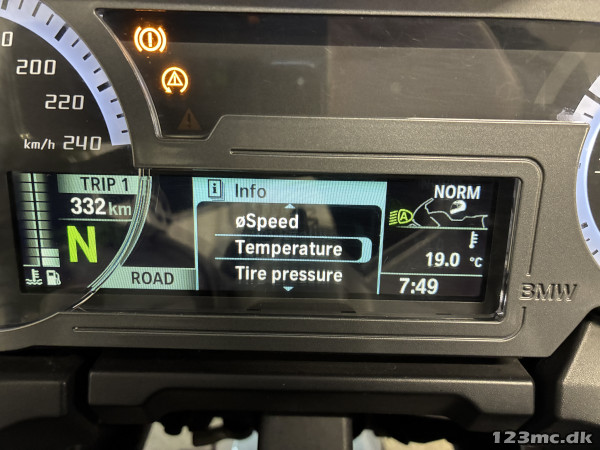 200
220
km/h 240
TRIP 1
332 km
N
ROAD
i Info
øSpeed
Temperature
Tire pressure
NORM
A
19.0 °C
7:49
BMW
123mc.dk